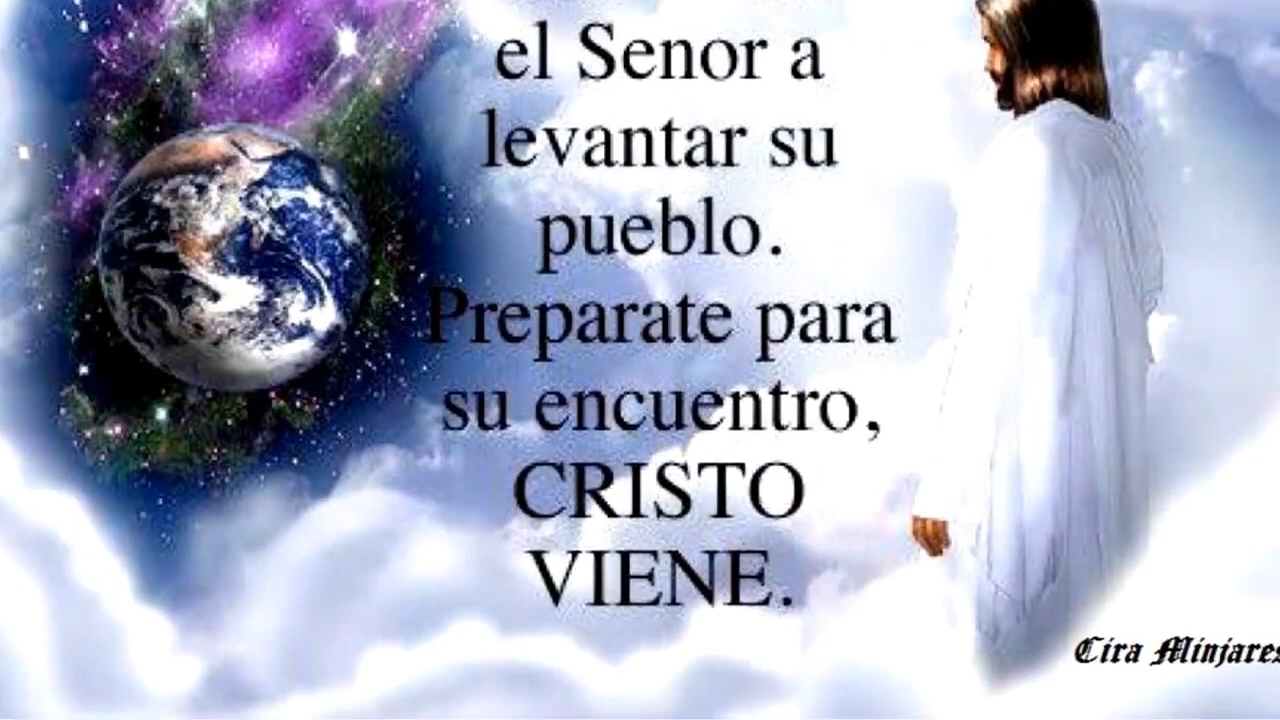 el Senor a
levantar su
pueblo.
Preparate para
su encuentro,
CRISTO
VIENE.
Cira Minjares